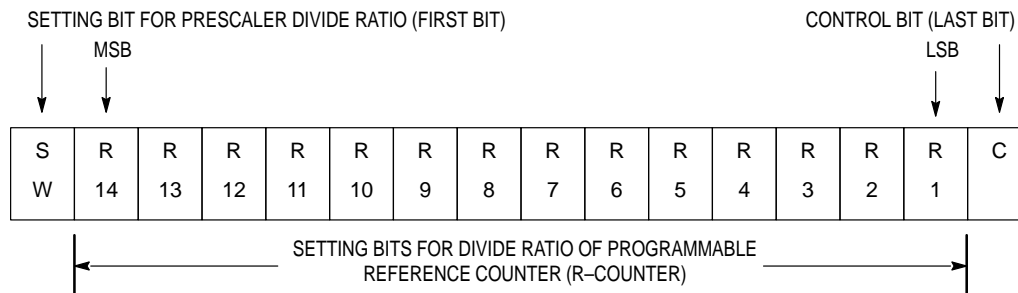 SETTING BIT FOR PRESCALER DIVIDE RATIO (FIRST BIT) CONTROL BIT (LAST BIT)
MSB LSB
S R R R R R R R R R R R R R R C
W 14 13 12 11 10 9 8 7 6 5 4 3 2 1
SETTING BITS FOR DIVIDE RATIO OF PROGRAMMABLE
REFERENCE COUNTER (R–COUNTER)